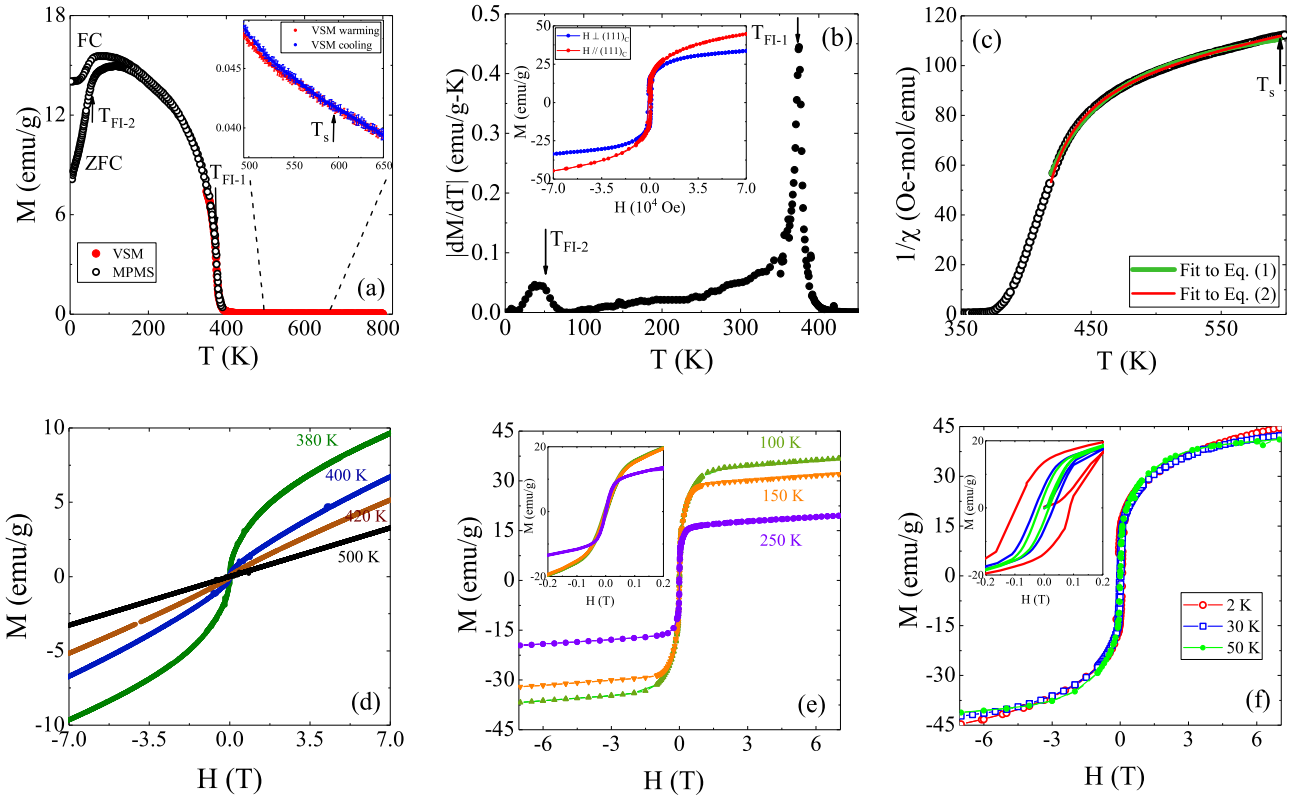 18
12
6
0
M (emu/g)
FC
T_FI-2
ZFC
T_FI-1
VSM
MPMS
(a)
0 200 400 600 800
T (K)
VSM warming
VSM cooling
0.045
0.040
T_s
500 550 600 650
0.5
0.4
0.3
0.2
0.1
0.0
|dM/dT| (emu/g-K)
(b)
T_FI-1
T_FI-2
0 100 200 300 400
T (K)
50
25
0
-25
-50
M (emu/g)
H ⊥ (111)_C
H // (111)_C
-7.0 -3.5 0.0 3.5 7.0
H (10⁴ Oe)
120
100
80
60
40
20
0
1/χ (Oe-mol/emu)
(c)
T_s
Fit to Eq. (1)
Fit to Eq. (2)
350 450 550
T (K)
10
5
0
-5
-10
M (emu/g)
380 K
400 K
420 K
500 K
(d)
-7.0 -3.5 0.0 3.5 7.0
H (T)
45
30
15
0
-15
-30
-45
M (emu/g)
100 K
150 K
250 K
(e)
-6 -3 0 3 6
H (T)
20
0
-20
M (emu/g)
-0.2 -0.1 0.0 0.1 0.2
H (T)
45
30
15
0
-15
-30
-45
M (emu/g)
2 K
30 K
50 K
(f)
-6 -3 0 3 6
H (T)
20
0
-20
M (emu/g)
-0.2 -0.1 0.0 0.1 0.2
H (T)